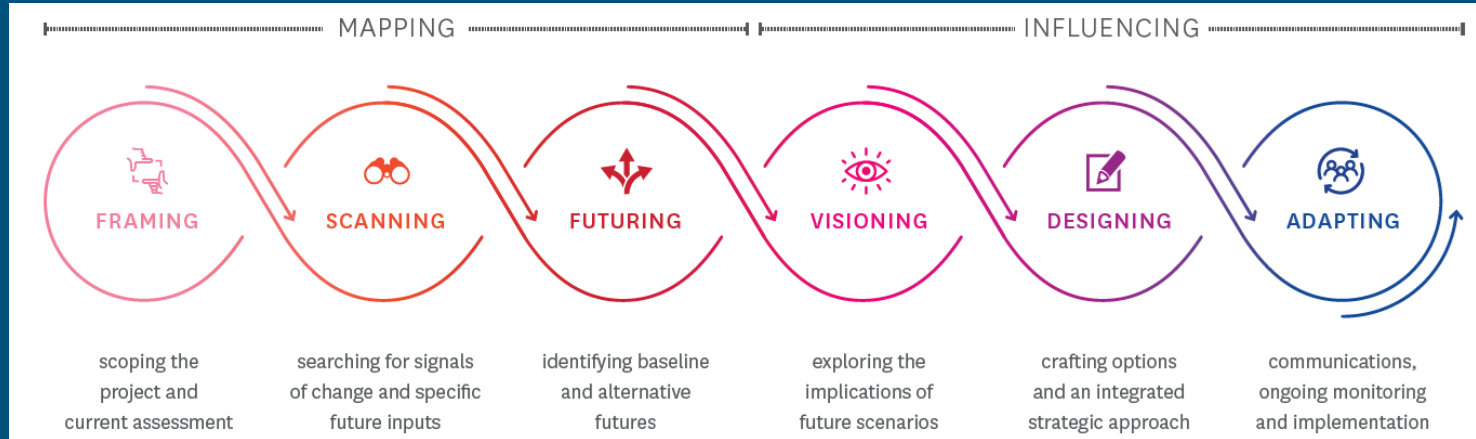 MAPPING
INFLUENCING
FRAMING
SCANNING
FUTURING
VISIONING
DESIGNING
ADAPTING
scoping the
project and
current assessment
searching for signals
of change and specific
future inputs
identifying baseline
and alternative
futures
exploring the
implications of
future scenarios
crafting options
and an integrated
strategic approach
communications,
ongoing monitoring
and implementation